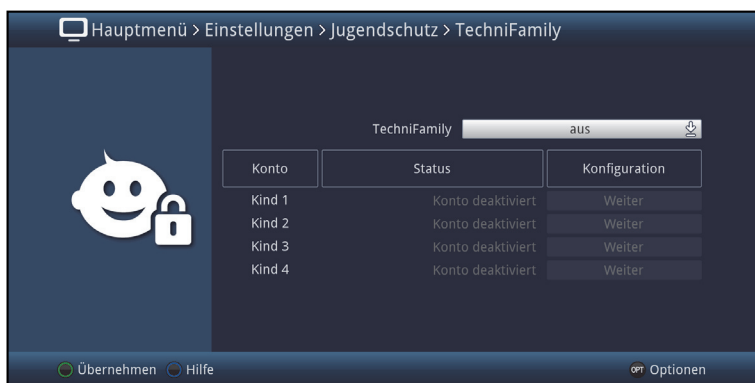 Hauptmenü > Einstellungen > Jugendschutz > TechniFamily
TechniFamily aus
Konto Status Konfiguration
Kind 1 Konto deaktiviert Weiter
Kind 2 Konto deaktiviert Weiter
Kind 3 Konto deaktiviert Weiter
Kind 4 Konto deaktiviert Weiter
Übernehmen Hilfe OPT Optionen